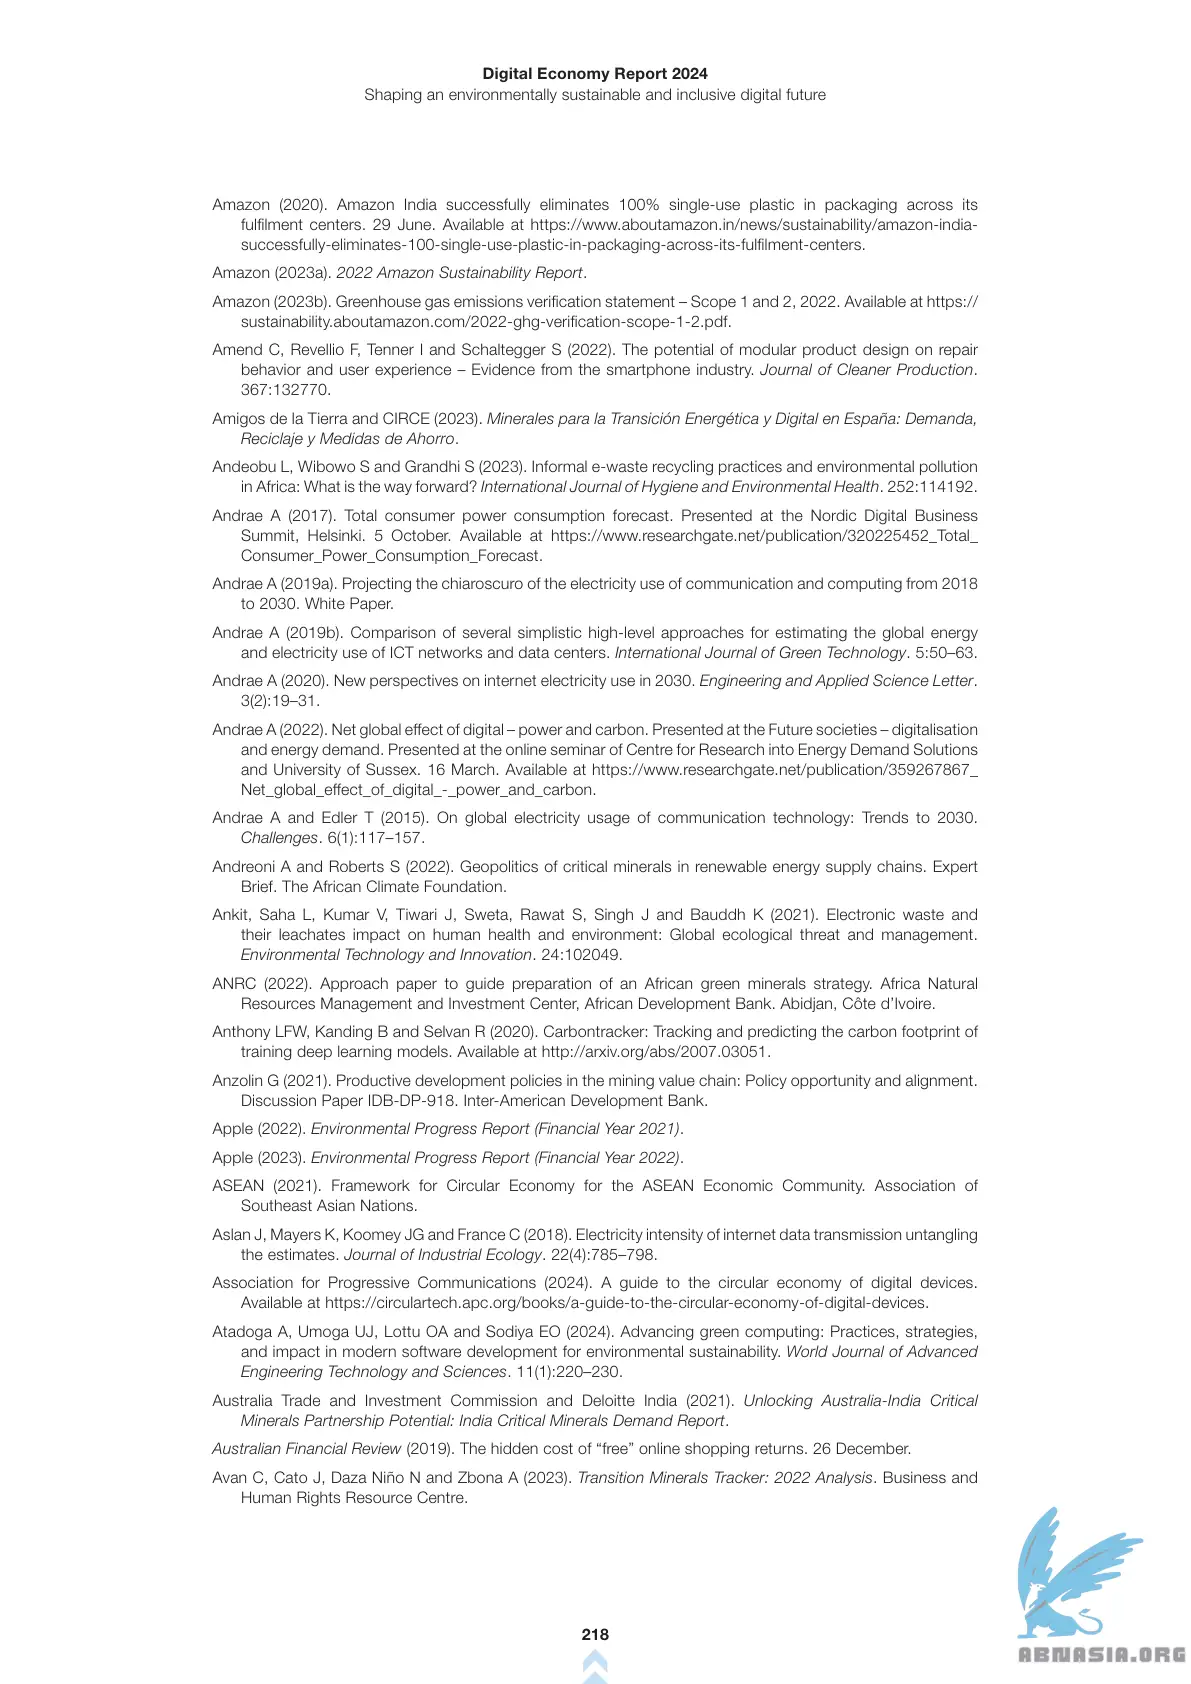 Digital Economy Report 2024
Shaping an environmentally sustainable and inclusive digital future
Amazon (2020). Amazon India successfully eliminates 100% single-use plastic in packaging across its
fulfilment centers. 29 June. Available at https://www.aboutamazon.in/news/sustainability/amazon-india-
successfully-eliminates-100-single-use-plastic-in-packaging-across-its-fulfilment-centers.
Amazon (2023a). 2022 Amazon Sustainability Report.
Amazon (2023b). Greenhouse gas emissions verification statement – Scope 1 and 2, 2022. Available at https://
sustainability.aboutamazon.com/2022-ghg-verification-scope-1-2.pdf.
Amend C, Revellio F, Tenner I and Schaltegger S (2022). The potential of modular product design on repair
behavior and user experience – Evidence from the smartphone industry. Journal of Cleaner Production.
367:132770.
Amigos de la Tierra and CIRCE (2023). Minerales para la Transición Energética y Digital en España: Demanda,
Reciclaje y Medidas de Ahorro.
Andeobu L, Wibowo S and Grandhi S (2023). Informal e-waste recycling practices and environmental pollution
in Africa: What is the way forward? International Journal of Hygiene and Environmental Health. 252:114192.
Andrae A (2017). Total consumer power consumption forecast. Presented at the Nordic Digital Business
Summit, Helsinki. 5 October. Available at https://www.researchgate.net/publication/320225452_Total_
Consumer_Power_Consumption_Forecast.
Andrae A (2019a). Projecting the chiaroscuro of the electricity use of communication and computing from 2018
to 2030. White Paper.
Andrae A (2019b). Comparison of several simplistic high-level approaches for estimating the global energy
and electricity use of ICT networks and data centers. International Journal of Green Technology. 5:50–63.
Andrae A (2020). New perspectives on internet electricity use in 2030. Engineering and Applied Science Letter.
3(2):19–31.
Andrae A (2022). Net global effect of digital – power and carbon. Presented at the Future societies – digitalisation
and energy demand. Presented at the online seminar of Centre for Research into Energy Demand Solutions
and University of Sussex. 16 March. Available at https://www.researchgate.net/publication/359267867_
Net_global_effect_of_digital_-_power_and_carbon.
Andrae A and Edler T (2015). On global electricity usage of communication technology: Trends to 2030.
Challenges. 6(1):117–157.
Andreoni A and Roberts S (2022). Geopolitics of critical minerals in renewable energy supply chains. Expert
Brief. The African Climate Foundation.
Ankit, Saha L, Kumar V, Tiwari J, Sweta, Rawat S, Singh J and Bauddh K (2021). Electronic waste and
their leachates impact on human health and environment: Global ecological threat and management.
Environmental Technology and Innovation. 24:102049.
ANRC (2022). Approach paper to guide preparation of an African green minerals strategy. Africa Natural
Resources Management and Investment Center, African Development Bank. Abidjan, Côte d’Ivoire.
Anthony LFW, Kanding B and Selvan R (2020). Carbontracker: Tracking and predicting the carbon footprint of
training deep learning models. Available at http://arxiv.org/abs/2007.03051.
Anzolin G (2021). Productive development policies in the mining value chain: Policy opportunity and alignment.
Discussion Paper IDB-DP-918. Inter-American Development Bank.
Apple (2022). Environmental Progress Report (Financial Year 2021).
Apple (2023). Environmental Progress Report (Financial Year 2022).
ASEAN (2021). Framework for Circular Economy for the ASEAN Economic Community. Association of
Southeast Asian Nations.
Aslan J, Mayers K, Koomey JG and France C (2018). Electricity intensity of internet data transmission untangling
the estimates. Journal of Industrial Ecology. 22(4):785–798.
Association for Progressive Communications (2024). A guide to the circular economy of digital devices.
Available at https://circulartech.apc.org/books/a-guide-to-the-circular-economy-of-digital-devices.
Atadoga A, Umoga UJ, Lottu OA and Sodiya EO (2024). Advancing green computing: Practices, strategies,
and impact in modern software development for environmental sustainability. World Journal of Advanced
Engineering Technology and Sciences. 11(1):220–230.
Australia Trade and Investment Commission and Deloitte India (2021). Unlocking Australia-India Critical
Minerals Partnership Potential: India Critical Minerals Demand Report.
Australian Financial Review (2019). The hidden cost of “free” online shopping returns. 26 December.
Avan C, Cato J, Daza Niño N and Zbona A (2023). Transition Minerals Tracker: 2022 Analysis. Business and
Human Rights Resource Centre.
218
ABNASIA.ORG